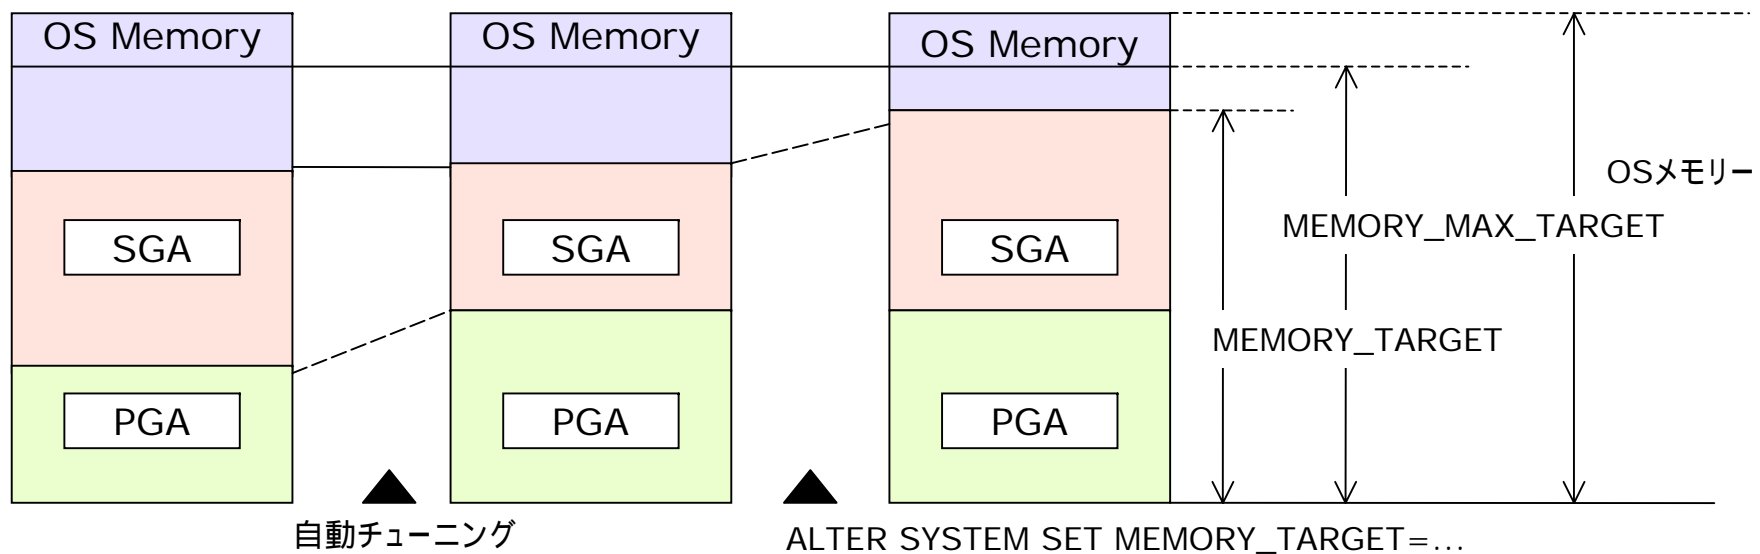 OS Memory
OS Memory
OS Memory
OSメモリー
MEMORY_MAX_TARGET
SGA
SGA
SGA
MEMORY_TARGET
PGA
PGA
PGA
自動チューニング
ALTER SYSTEM SET MEMORY_TARGET=...